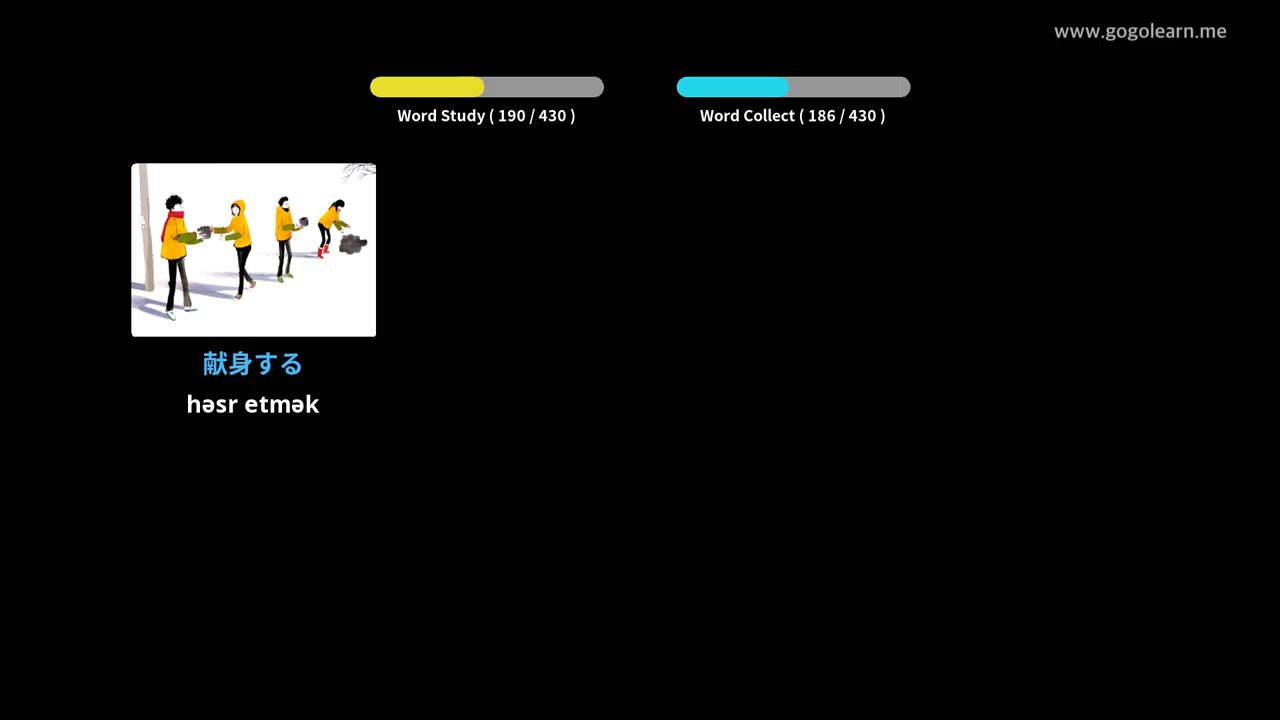 www.gogolearn.me
Word Study ( 190 / 430 )
Word Collect ( 186 / 430 )
献身する
həsr etmək